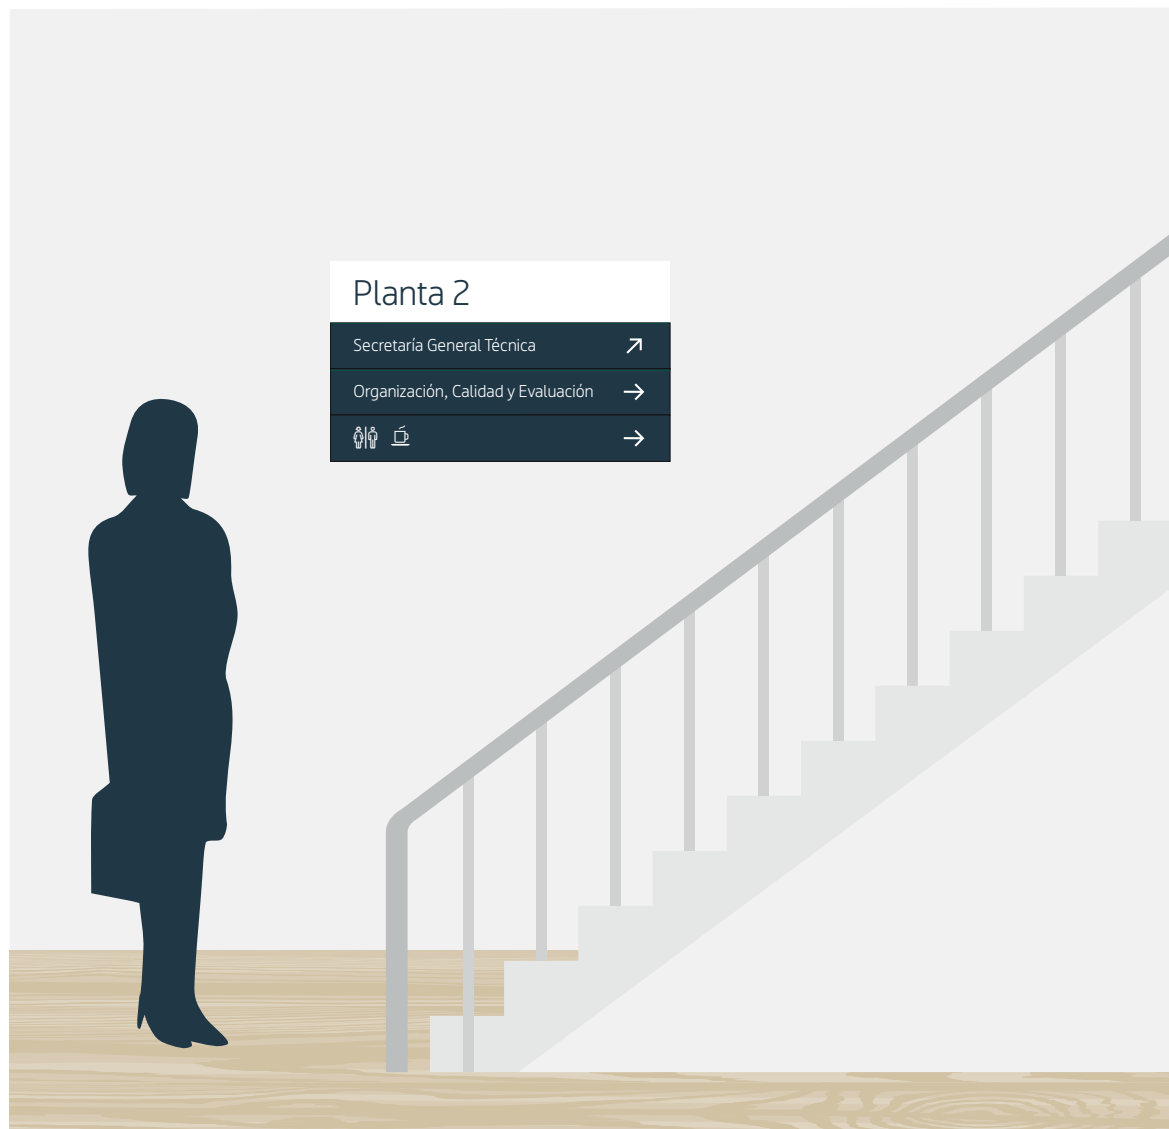 Planta 2
Secretaría General Técnica
Organización, Calidad y Evaluación